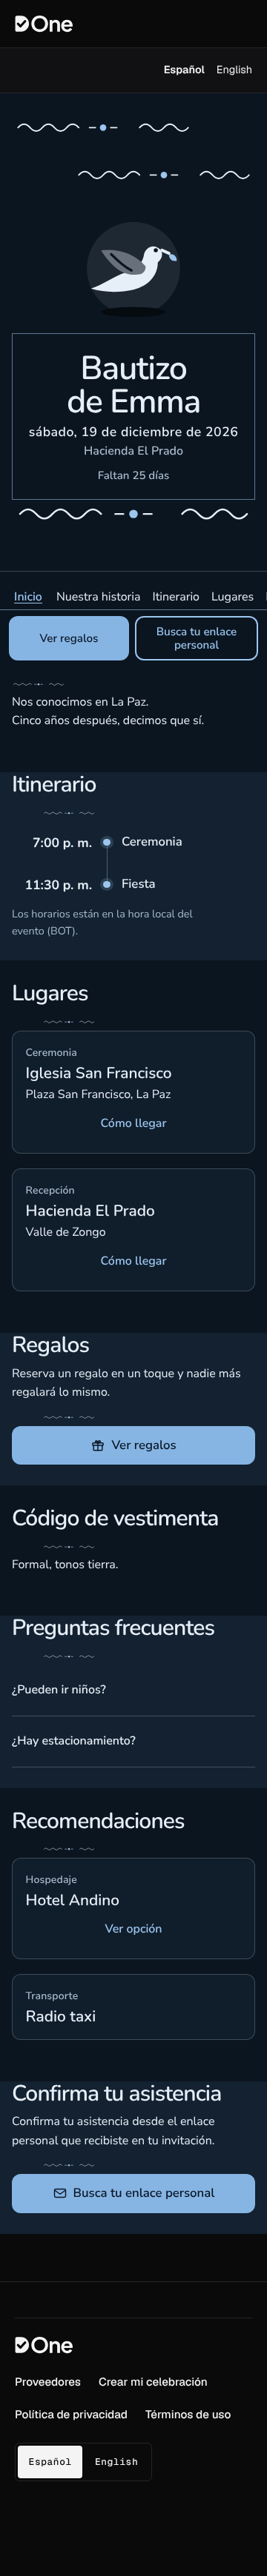 One
Español English
Bautizo
de Emma
sábado, 19 de diciembre de 2026
Hacienda El Prado
Faltan 25 días
Inicio Nuestra historia Itinerario Lugares
Ver regalos
Busca tu enlace
personal
Nos conocimos en La Paz.
Cinco años después, decimos que sí.
Itinerario
7:00 p. m. Ceremonia
11:30 p. m. Fiesta
Los horarios están en la hora local del
evento (BOT).
Lugares
Ceremonia
Iglesia San Francisco
Plaza San Francisco, La Paz
Cómo llegar
Recepción
Hacienda El Prado
Valle de Zongo
Cómo llegar
Regalos
Reserva un regalo en un toque y nadie más
regalará lo mismo.
Ver regalos
Código de vestimenta
Formal, tonos tierra.
Preguntas frecuentes
¿Pueden ir niños?
¿Hay estacionamiento?
Recomendaciones
Hospedaje
Hotel Andino
Ver opción
Transporte
Radio taxi
Confirma tu asistencia
Confirma tu asistencia desde el enlace
personal que recibiste en tu invitación.
Busca tu enlace personal
One
Proveedores Crear mi celebración
Política de privacidad Términos de uso
Español English